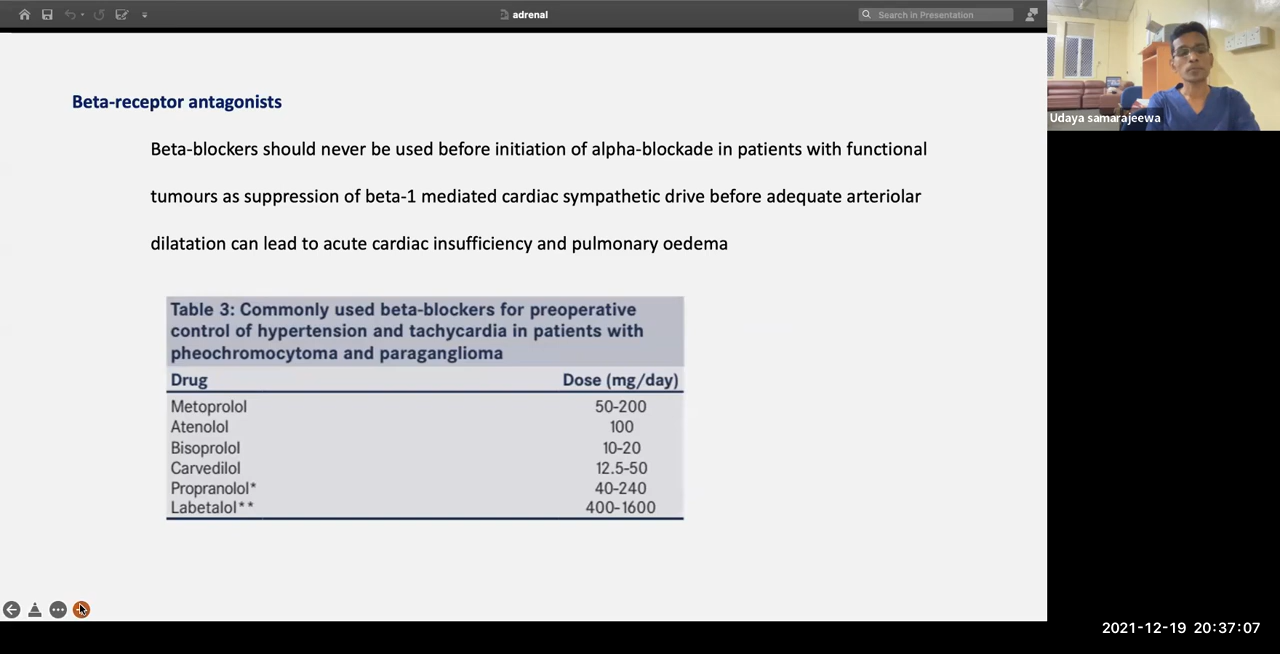 adrenal
Search in Presentation
Beta-receptor antagonists
Beta-blockers should never be used before initiation of alpha-blockade in patients with functional
tumours as suppression of beta-1 mediated cardiac sympathetic drive before adequate arteriolar
dilatation can lead to acute cardiac insufficiency and pulmonary oedema
Table 3: Commonly used beta-blockers for preoperative
control of hypertension and tachycardia in patients with
pheochromocytoma and paraganglioma
Drug Dose (mg/day)
Metoprolol 50-200
Atenolol 100
Bisoprolol 10-20
Carvedilol 12.5-50
Propranolol* 40-240
Labetalol** 400-1600
Udaya samarajeewa
2021-12-19 20:37:07